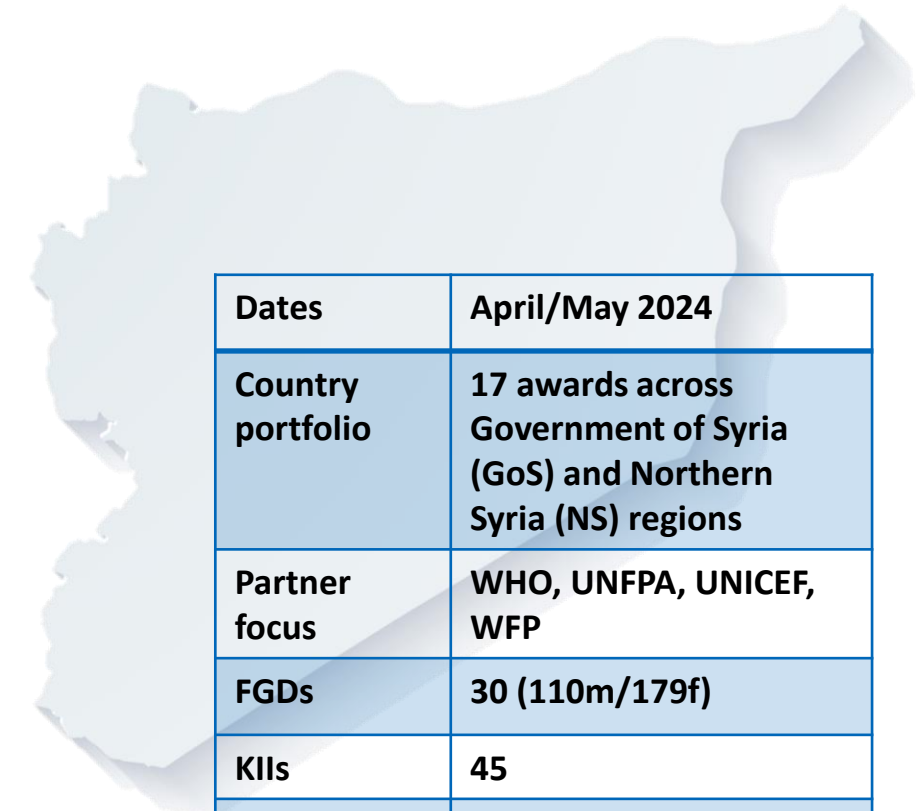 Dates April/May 2024
Country portfolio 17 awards across
Government of Syria
(GoS) and Northern
Syria (NS) regions
Partner focus WHO, UNFPA, UNICEF,
WFP
FGDs 30 (110m/179f)
KIIs 45